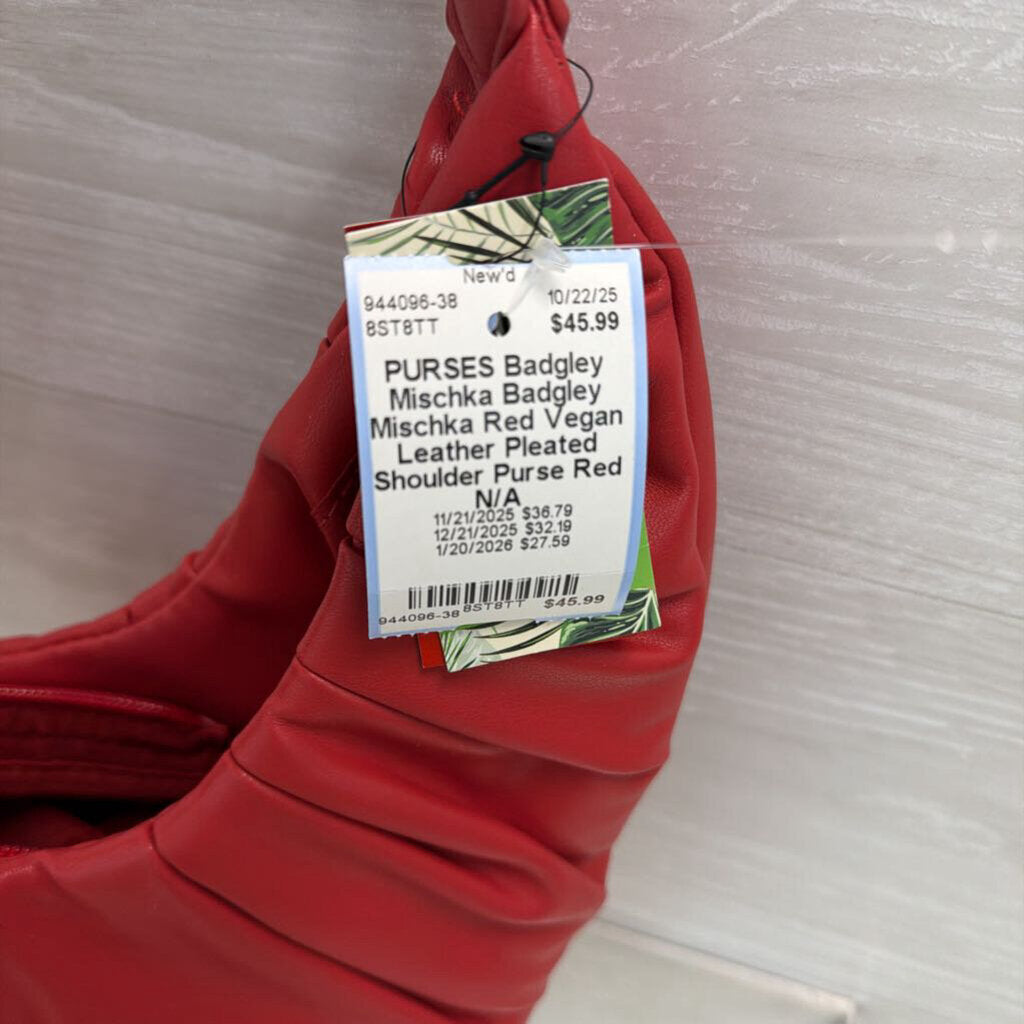 New'd
944096-38 10/22/25
8ST8TT $45.99
PURSES Badgley
Mischka Badgley
Mischka Red Vegan
Leather Pleated
Shoulder Purse Red
N/A
11/21/2025 $36.79
12/21/2025 $32.19
1/20/2026 $27.59
944096-38 8ST8TT $45.99